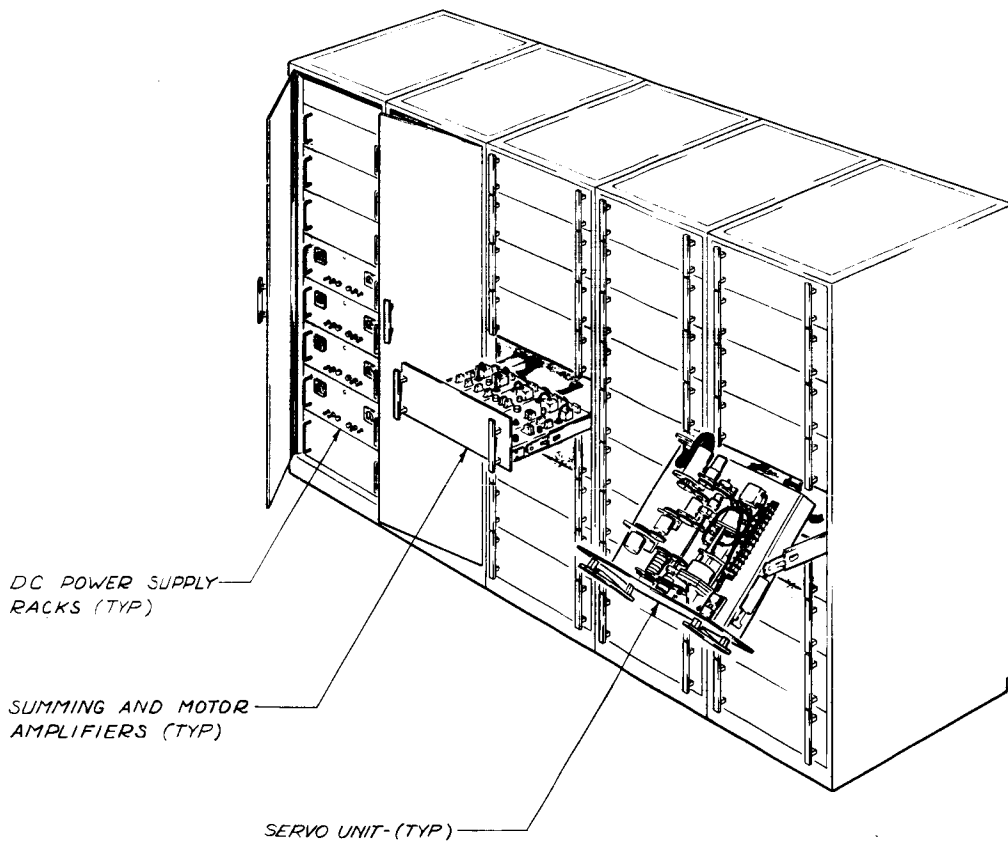 DC POWER SUPPLY
RACKS (TYP)
SUMMING AND MOTOR
AMPLIFIERS (TYP)
SERVO UNIT-(TYP)